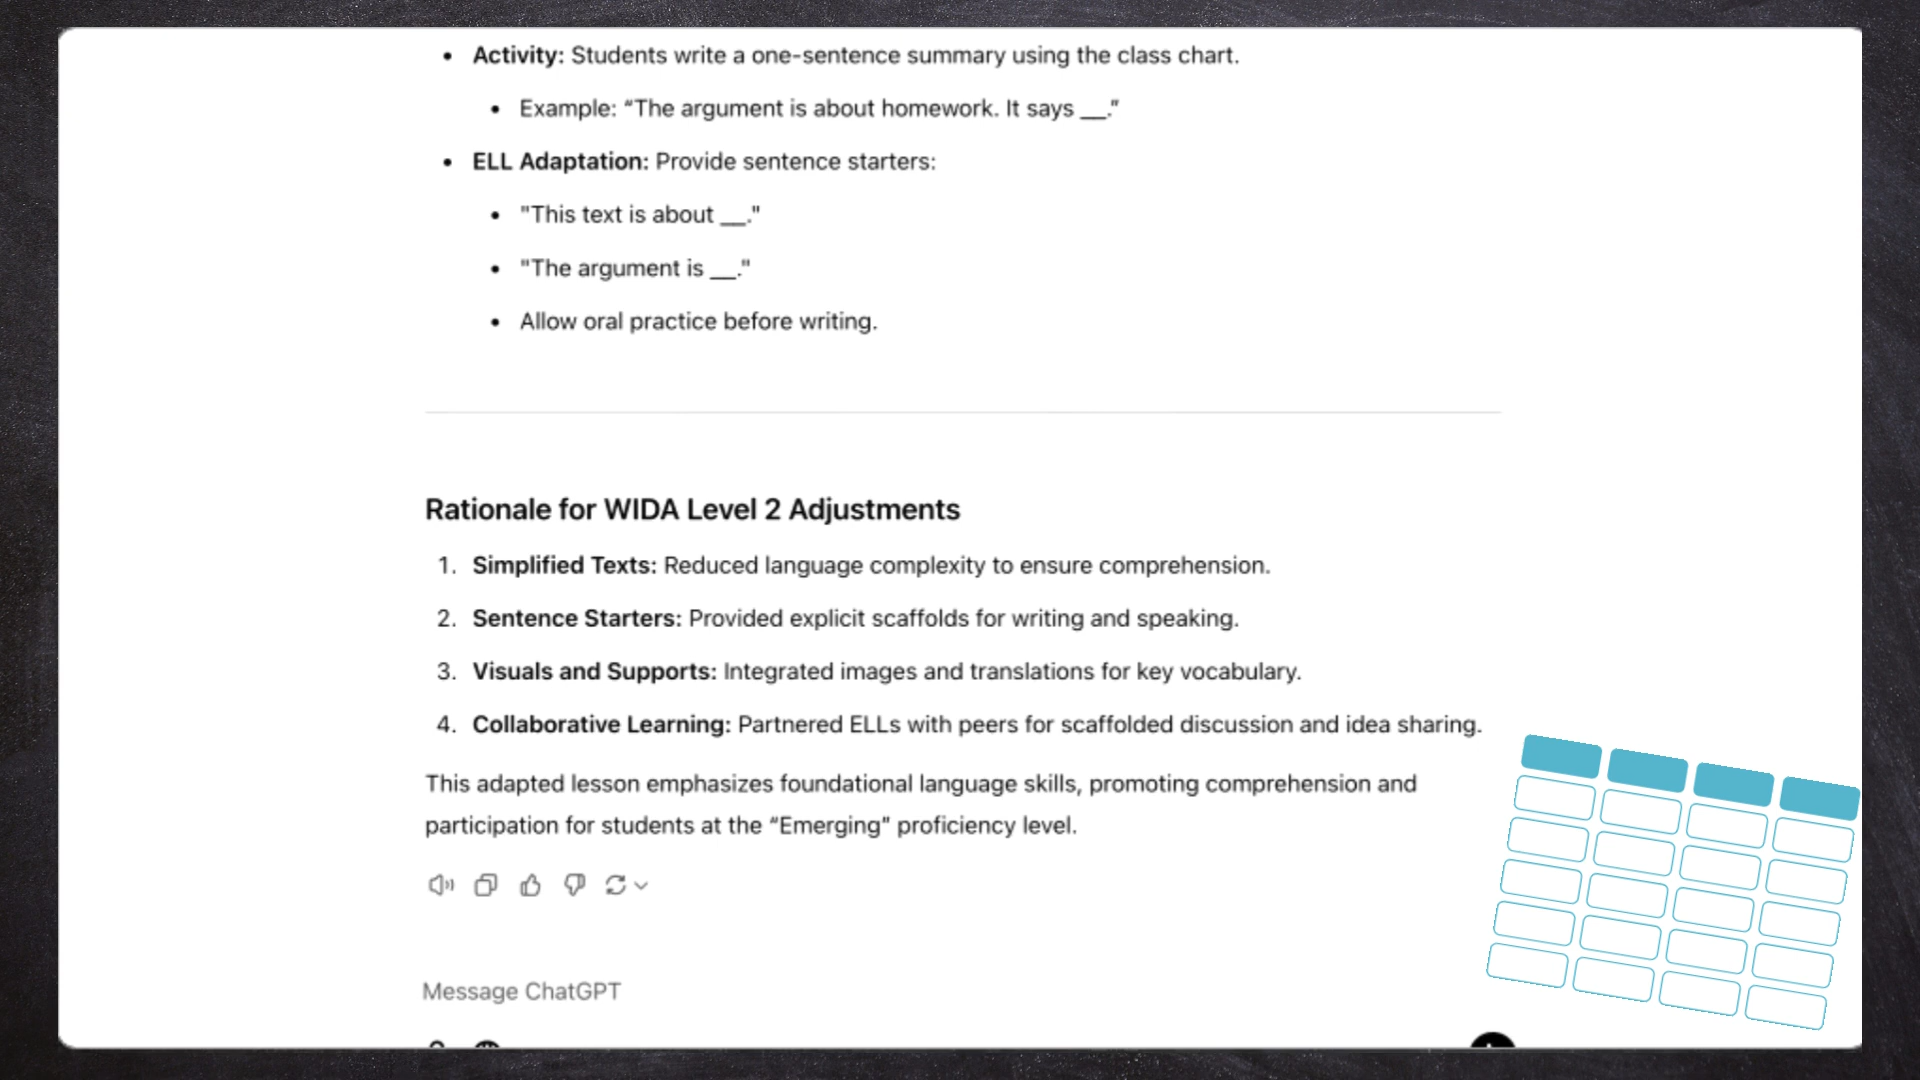 • Activity: Students write a one-sentence summary using the class chart.
• Example: “The argument is about homework. It says __.”
• ELL Adaptation: Provide sentence starters:
• "This text is about __."
• "The argument is __."
• Allow oral practice before writing.
Rationale for WIDA Level 2 Adjustments
1. Simplified Texts: Reduced language complexity to ensure comprehension.
2. Sentence Starters: Provided explicit scaffolds for writing and speaking.
3. Visuals and Supports: Integrated images and translations for key vocabulary.
4. Collaborative Learning: Partnered ELLs with peers for scaffolded discussion and idea sharing.
This adapted lesson emphasizes foundational language skills, promoting comprehension and
participation for students at the “Emerging” proficiency level.
Message ChatGPT